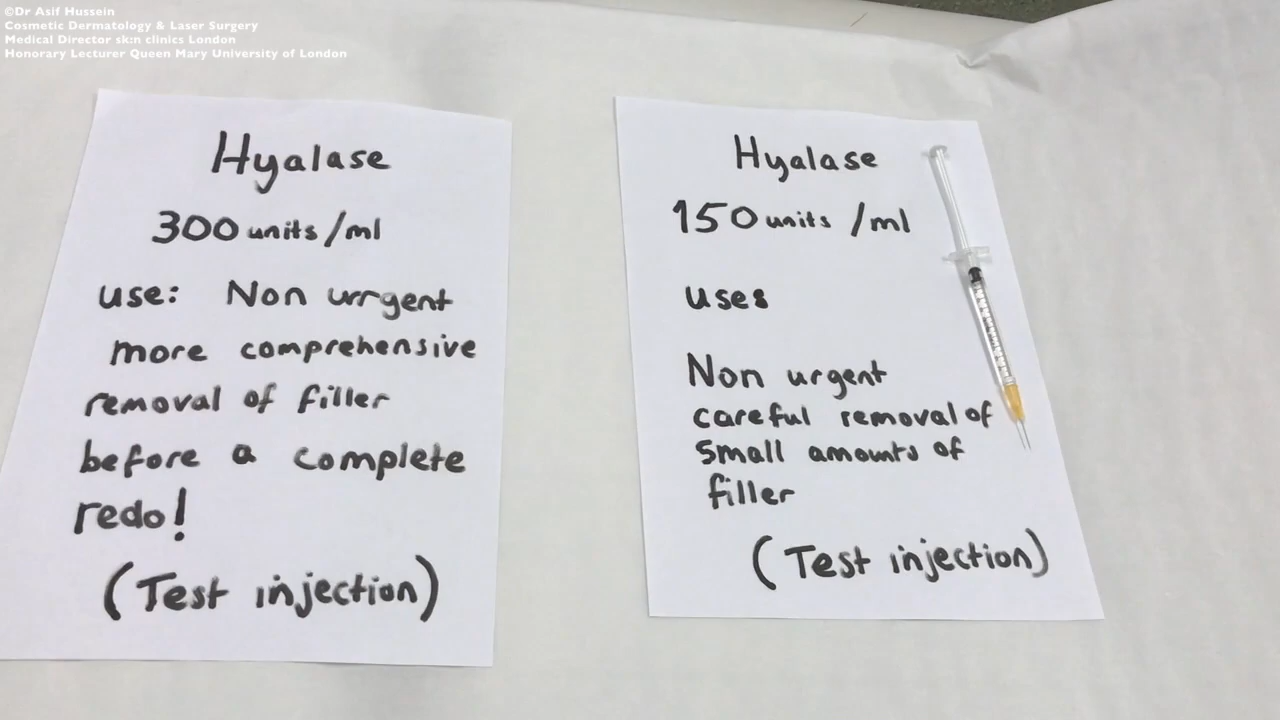 ©Dr Asif Hussein
Cosmetic Dermatology & Laser Surgery
Medical Director sk:n clinics London
Honorary Lecturer Queen Mary University of London
Hyalase
300 units/ml
use: Non urrgent
more comprehensive
removal of filler
before a complete
redo!
(Test injection)
Hyalase
150 units /ml
uses
Non urgent
careful removal of
small amounts of
filler
(Test injection)